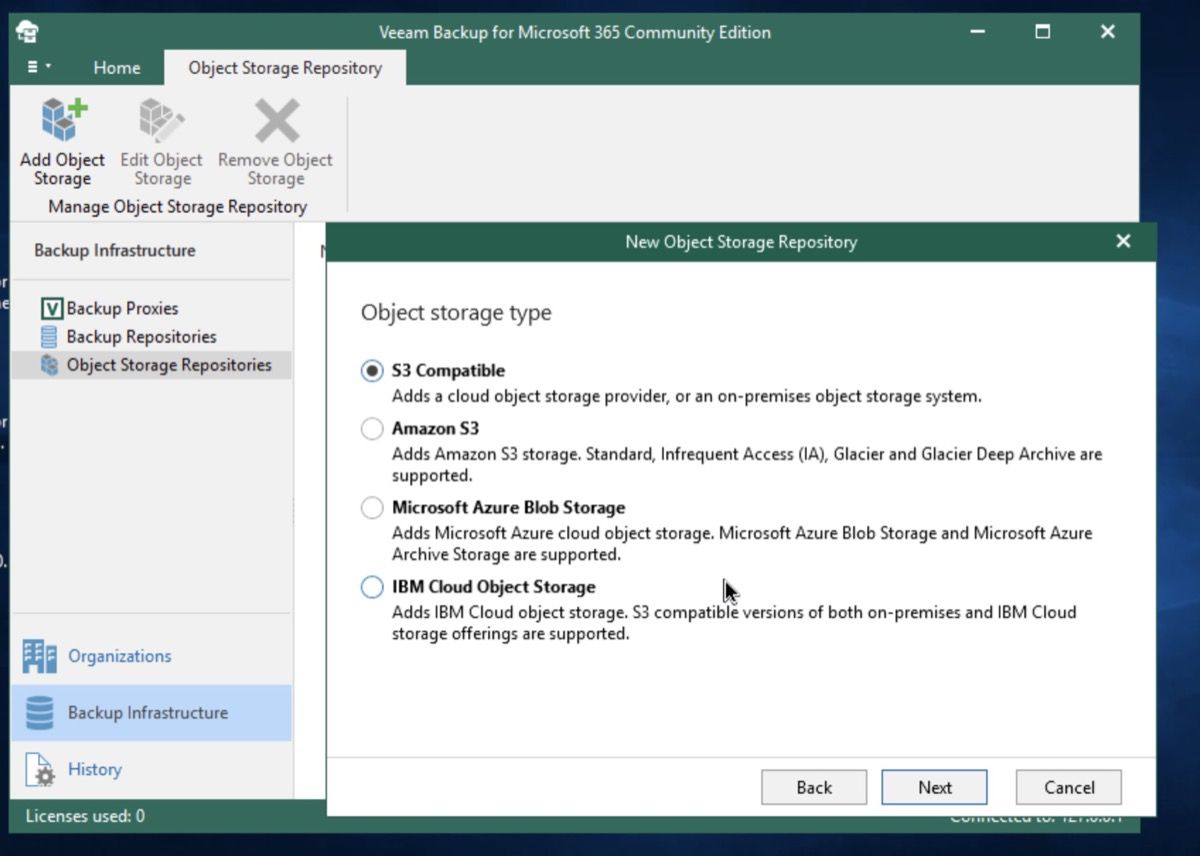 Veeam Backup for Microsoft 365 Community Edition
Home
Object Storage Repository
Add Object
Storage
Edit Object
Storage
Remove Object
Storage
Manage Object Storage Repository
Backup Infrastructure
Backup Proxies
Backup Repositories
Object Storage Repositories
Organizations
Backup Infrastructure
History
Licenses used: 0
New Object Storage Repository
Object storage type
S3 Compatible
Adds a cloud object storage provider, or an on-premises object storage system.
Amazon S3
Adds Amazon S3 storage. Standard, Infrequent Access (IA), Glacier and Glacier Deep Archive are
supported.
Microsoft Azure Blob Storage
Adds Microsoft Azure cloud object storage. Microsoft Azure Blob Storage and Microsoft Azure
Archive Storage are supported.
IBM Cloud Object Storage
Adds IBM Cloud object storage. S3 compatible versions of both on-premises and IBM Cloud
storage offerings are supported.
Back
Next
Cancel
Connected to: